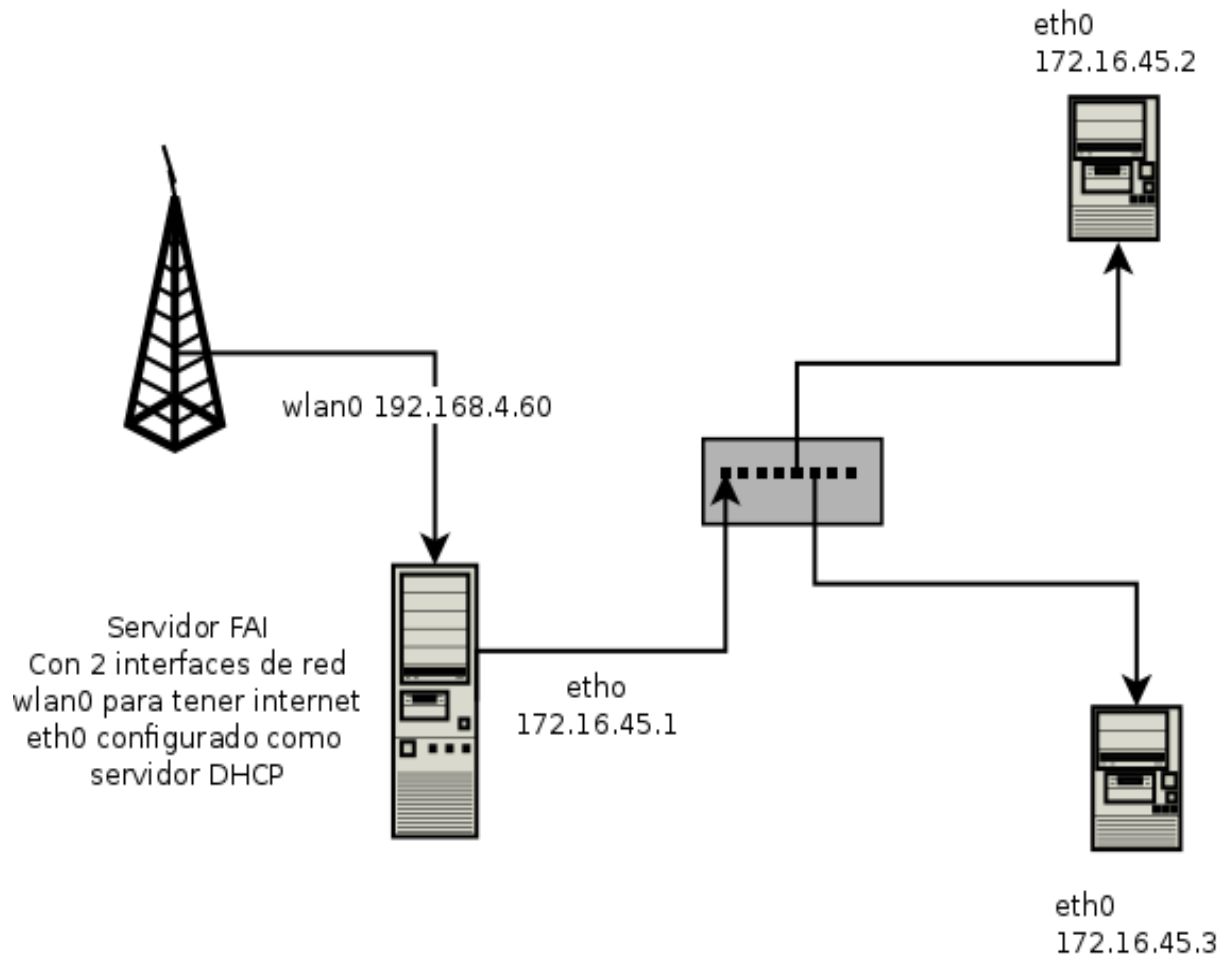 eth0
172.16.45.2
wlan0 192.168.4.60
Servidor FAI
Con 2 interfaces de red
wlan0 para tener internet
eth0 configurado como
servidor DHCP
etho
172.16.45.1
eth0
172.16.45.3